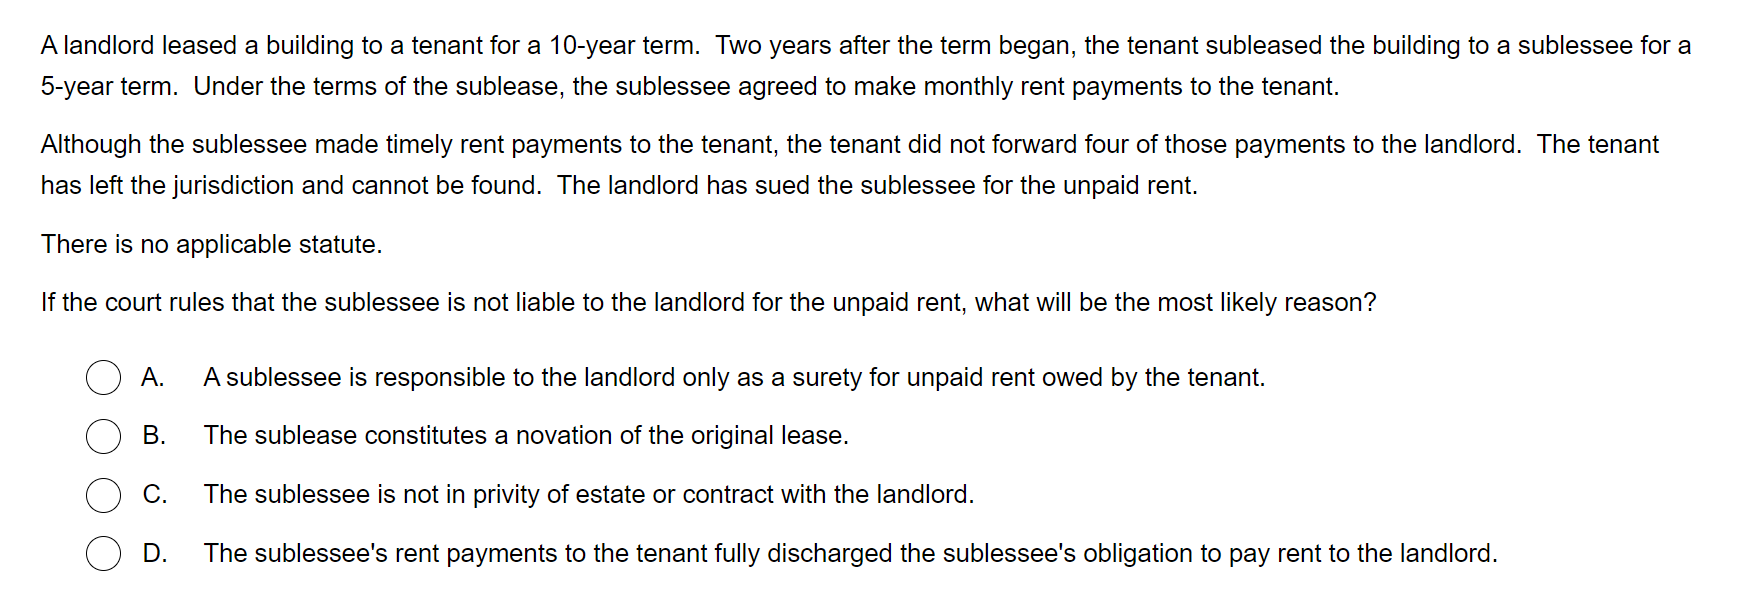 A landlord leased a building to a tenant for a 10-year term.  Two years after the term began, the tenant subleased the building to a sublessee for a
5-year term.  Under the terms of the sublease, the sublessee agreed to make monthly rent payments to the tenant.
Although the sublessee made timely rent payments to the tenant, the tenant did not forward four of those payments to the landlord.  The tenant
has left the jurisdiction and cannot be found.  The landlord has sued the sublessee for the unpaid rent.
There is no applicable statute.
If the court rules that the sublessee is not liable to the landlord for the unpaid rent, what will be the most likely reason?
A. A sublessee is responsible to the landlord only as a surety for unpaid rent owed by the tenant.
B. The sublease constitutes a novation of the original lease.
C. The sublessee is not in privity of estate or contract with the landlord.
D. The sublessee's rent payments to the tenant fully discharged the sublessee's obligation to pay rent to the landlord.